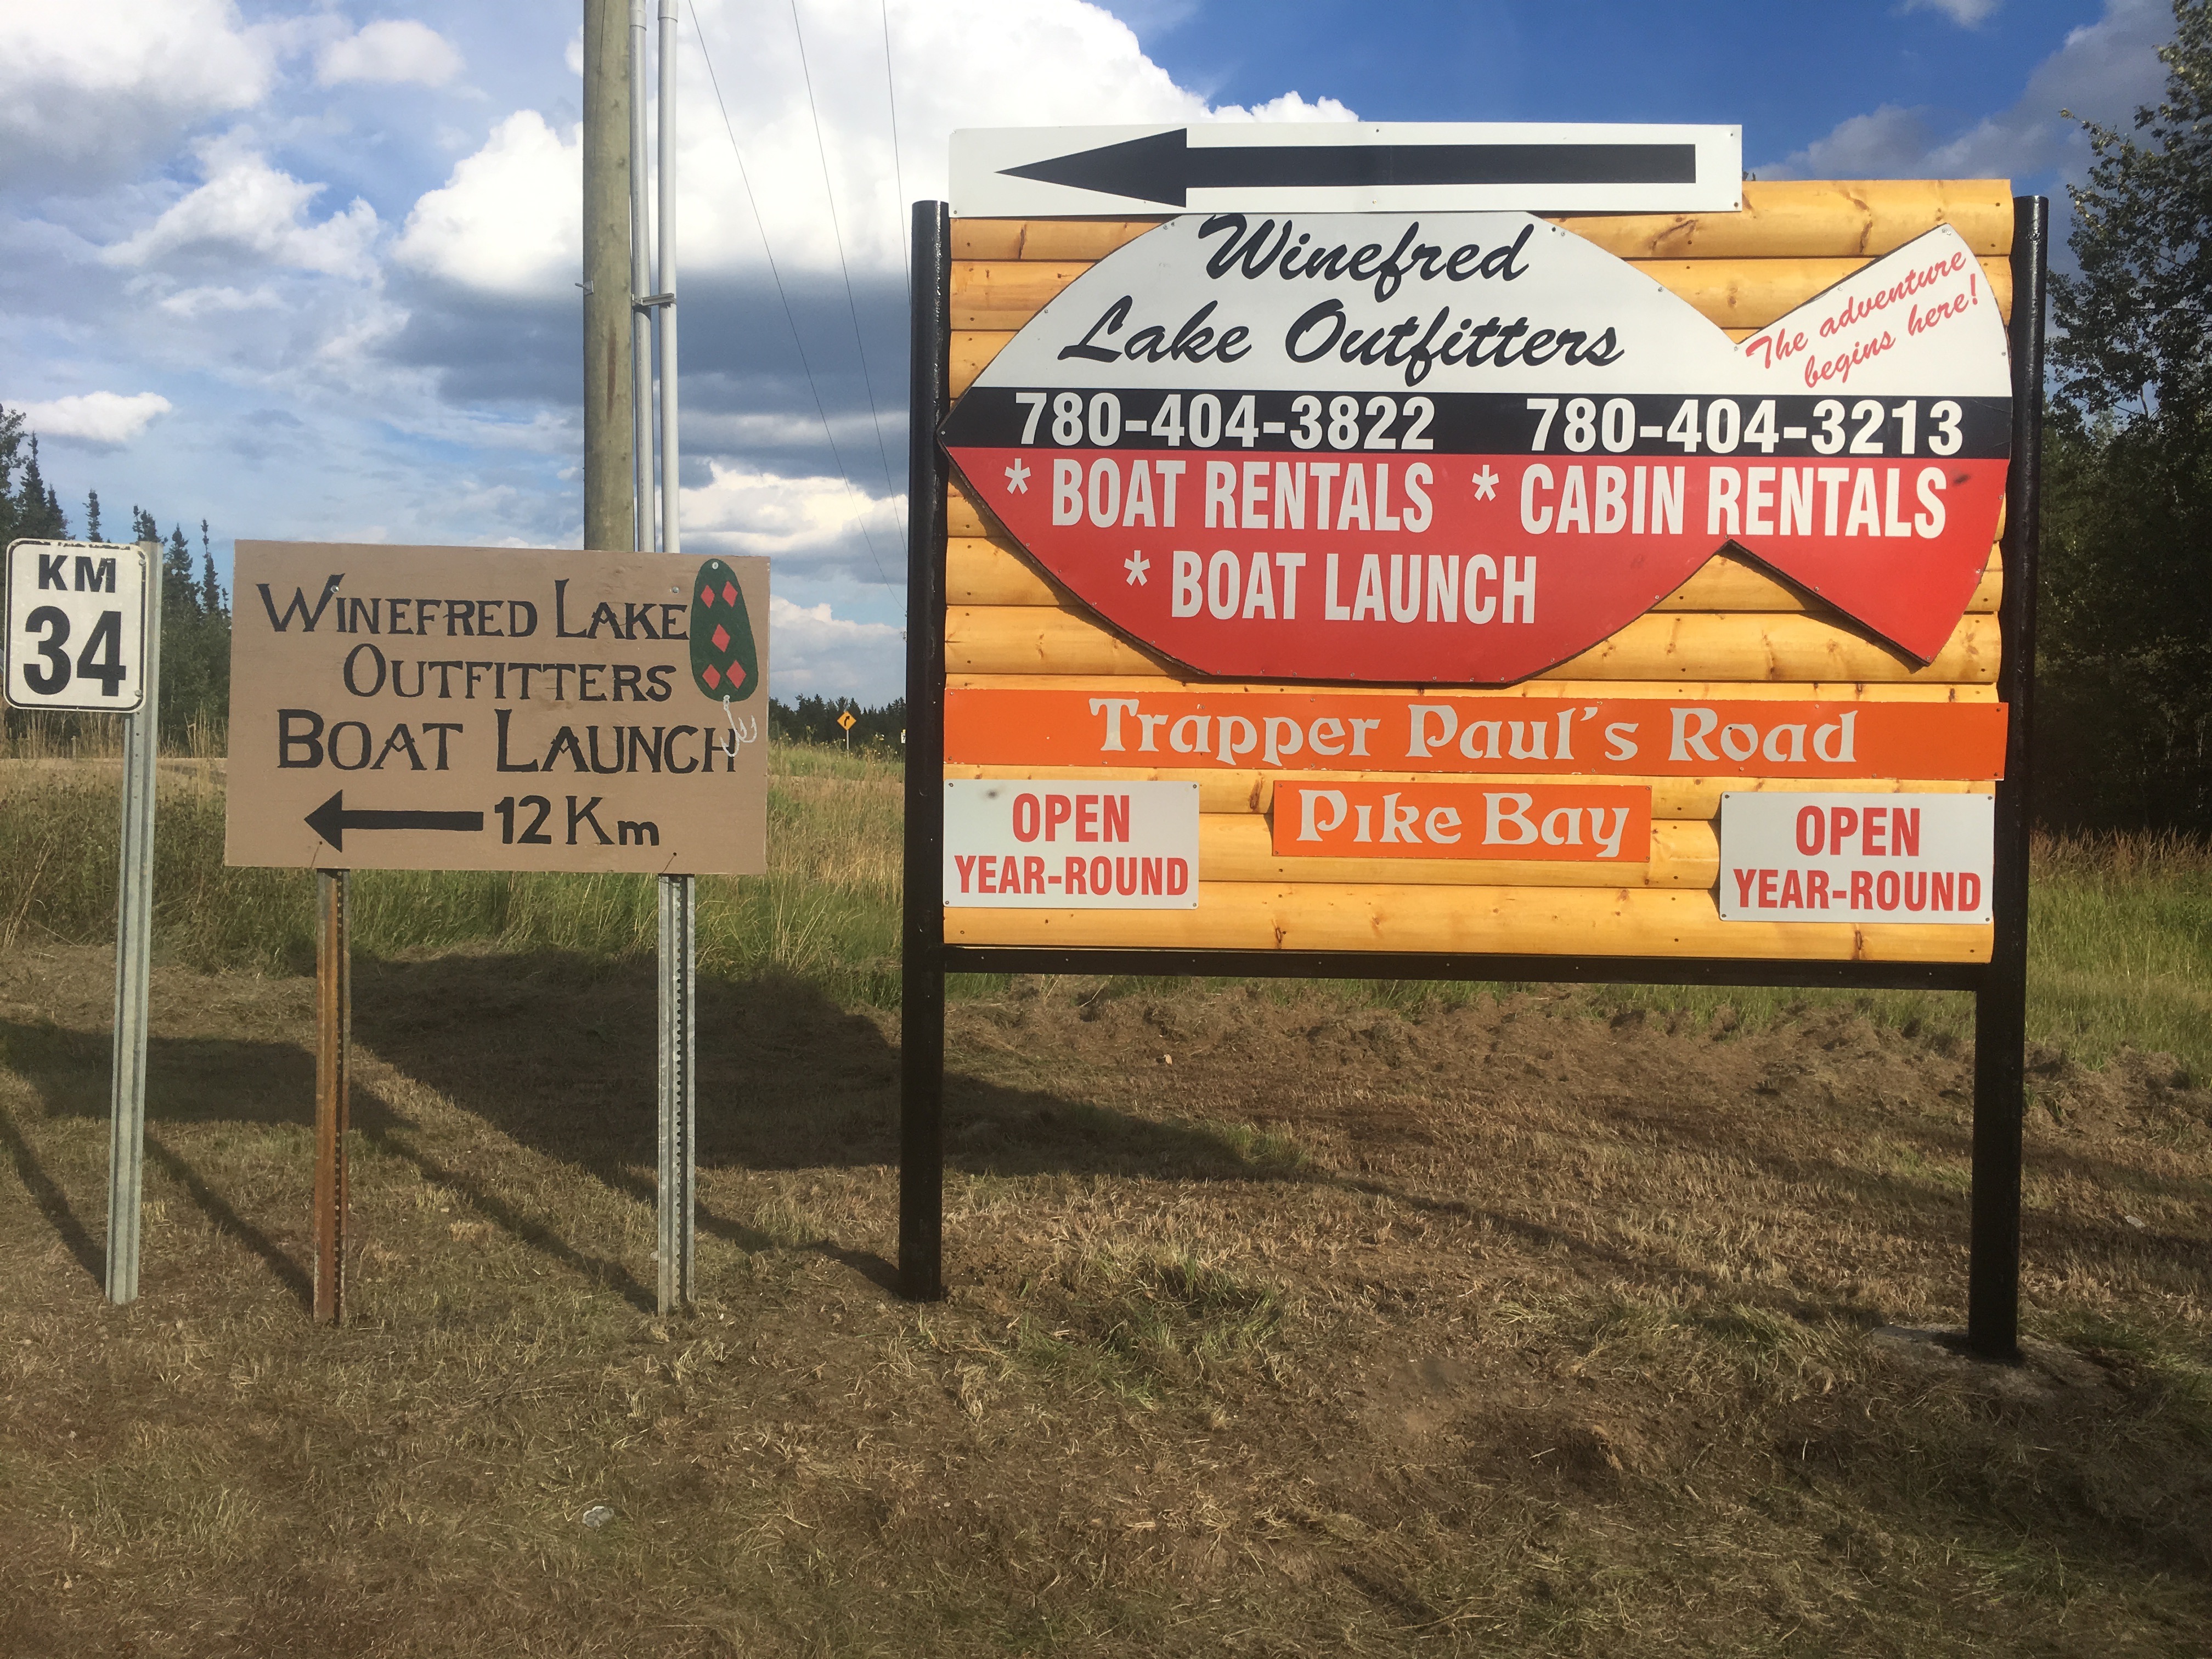 KM
34
WINEFRED LAKE
OUTFITTERS
BOAT LAUNCH
12 Km
Winefred
Lake Outfitters
The adventure
begins here!
780-404-3822 780-404-3213
* BOAT RENTALS * CABIN RENTALS
* BOAT LAUNCH
Trapper Paul's Road
Pike Bay
OPEN
YEAR-ROUND
OPEN
YEAR-ROUND